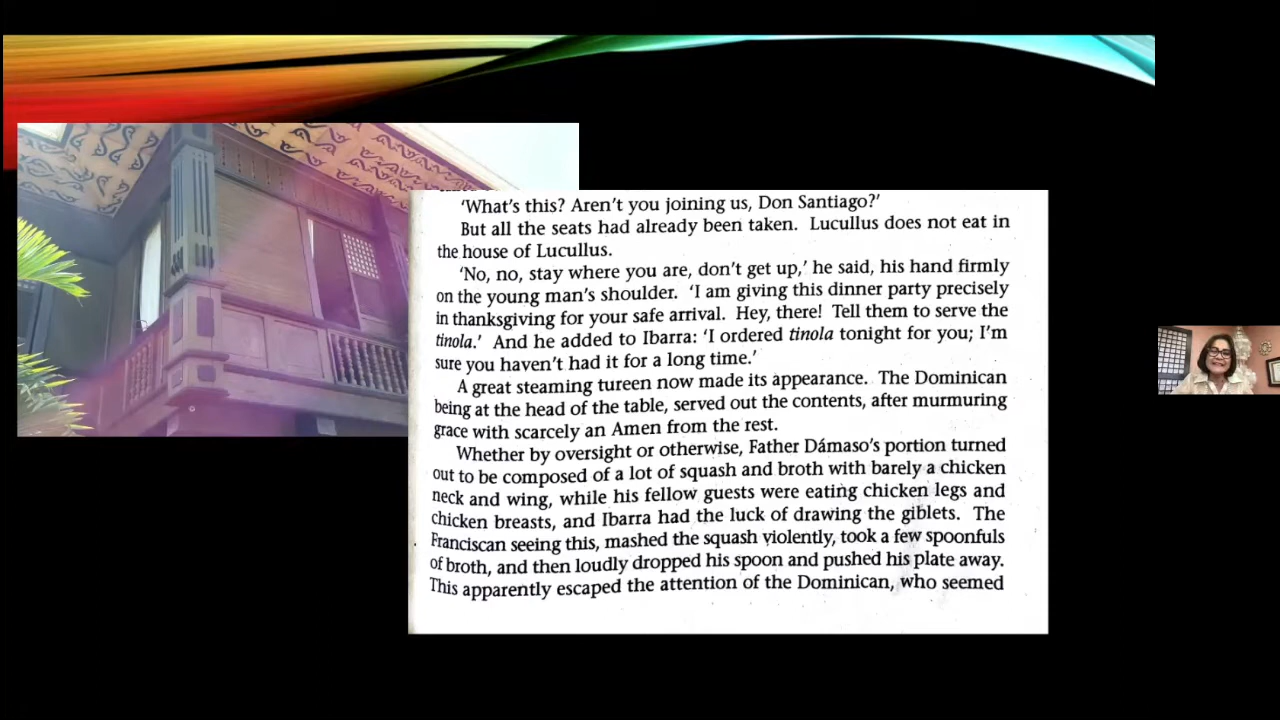 'What's this? Aren't you joining us, Don Santiago?'
But all the seats had already been taken. Lucullus does not eat in
the house of Lucullus.
'No, no, stay where you are, don't get up,' he said, his hand firmly
on the young man's shoulder. 'I am giving this dinner party precisely
in thanksgiving for your safe arrival. Hey, there! Tell them to serve the
tinola.' And he added to Ibarra: 'I ordered tinola tonight for you; I'm
sure you haven't had it for a long time.'
A great steaming tureen now made its appearance. The Dominican
being at the head of the table, served out the contents, after murmuring
grace with scarcely an Amen from the rest.
Whether by oversight or otherwise, Father Dámaso's portion turned
out to be composed of a lot of squash and broth with barely a chicken
neck and wing, while his fellow guests were eating chicken legs and
chicken breasts, and Ibarra had the luck of drawing the giblets. The
Franciscan seeing this, mashed the squash violently, took a few spoonfuls
of broth, and then loudly dropped his spoon and pushed his plate away.
This apparently escaped the attention of the Dominican, who seemed